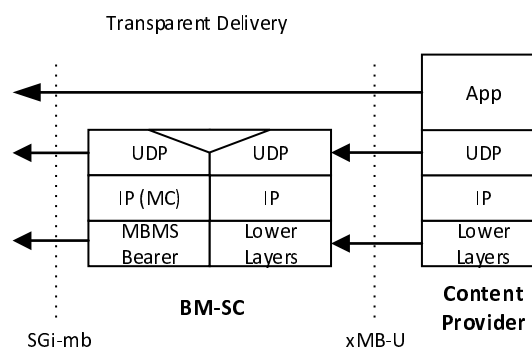 Transparent Delivery
App
UDP
UDP
UDP
IP (MC)
IP
IP
MBMS
Bearer
Lower
Layers
Lower
Layers
BM-SC
Content
Provider
SGi-mb
xMB-U